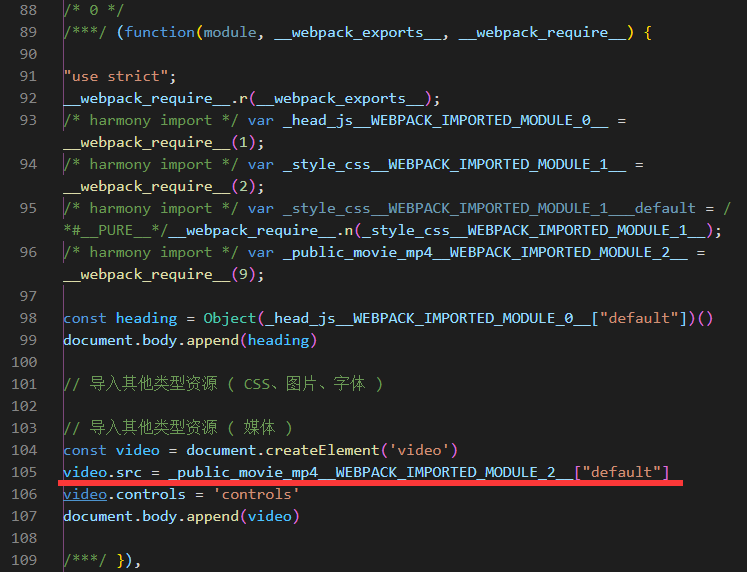 88 /* 0 */
89 /***/ (function(module, __webpack_exports__, __webpack_require__) {
90
91 "use strict";
92 __webpack_require__.r(__webpack_exports__);
93 /* harmony import */ var _head_js__WEBPACK_IMPORTED_MODULE_0__ =
__webpack_require__(1);
94 /* harmony import */ var _style_css__WEBPACK_IMPORTED_MODULE_1__ =
__webpack_require__(2);
95 /* harmony import */ var _style_css__WEBPACK_IMPORTED_MODULE_1___default = /
*#__PURE__*/__webpack_require__.n(_style_css__WEBPACK_IMPORTED_MODULE_1__);
96 /* harmony import */ var _public_movie_mp4__WEBPACK_IMPORTED_MODULE_2__ =
__webpack_require__(9);
97
98 const heading = Object(_head_js__WEBPACK_IMPORTED_MODULE_0__["default"])()
99 document.body.append(heading)
100
101 // 导入其他类型资源 ( CSS、图片、字体 )
102
103 // 导入其他类型资源 ( 媒体 )
104 const video = document.createElement('video')
105 video.src = _public_movie_mp4__WEBPACK_IMPORTED_MODULE_2__["default"]
106 video.controls = 'controls'
107 document.body.append(video)
108
109 /***/ }),